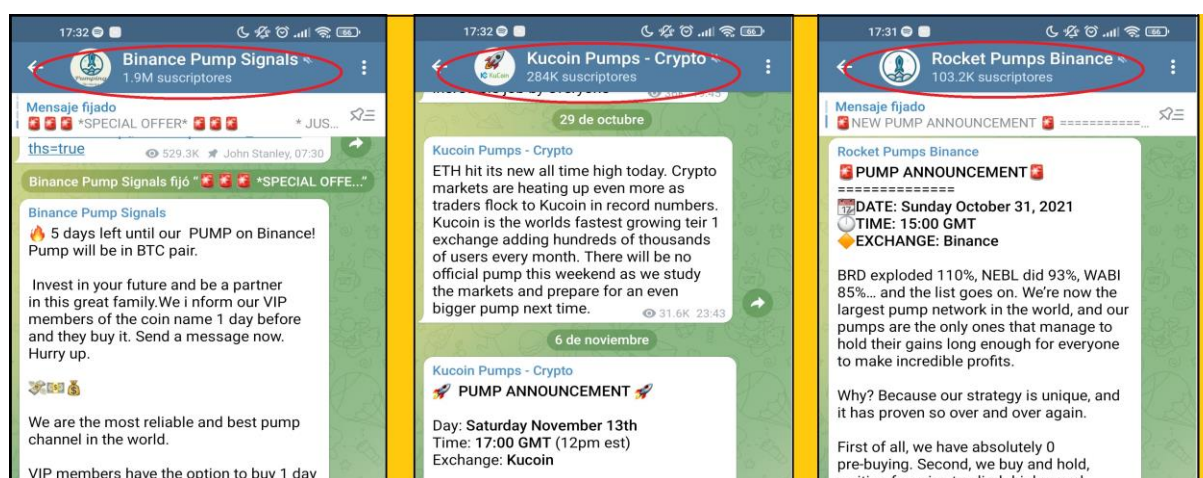 17:32
66
Binance Pump Signals
1.9M suscriptores
Mensaje fijado
*SPECIAL OFFER* * JUS...
ths=true
529.3K John Stanley, 07:30
Binance Pump Signals fijó “🚨 🚨 🚨 *SPECIAL OFFE...”
Binance Pump Signals
🔥 5 days left until our PUMP on Binance!
Pump will be in BTC pair.
Invest in your future and be a partner
in this great family.We i nform our VIP
members of the coin name 1 day before
and they buy it. Send a message now.
Hurry up.
We are the most reliable and best pump
channel in the world.
VIP members have the option to buy 1 day
17:32
66
Kucoin Pumps - Crypto
284K suscriptores
KuCoin
29 de octubre
Kucoin Pumps - Crypto
ETH hit its new all time high today. Crypto
markets are heating up even more as
traders flock to Kucoin in record numbers.
Kucoin is the worlds fastest growing teir 1
exchange adding hundreds of thousands
of users every month. There will be no
official pump this weekend as we study
the markets and prepare for an even
bigger pump next time.
31.6K 23:43
6 de noviembre
Kucoin Pumps - Crypto
🚀 PUMP ANNOUNCEMENT 🚀
Day: Saturday November 13th
Time: 17:00 GMT (12pm est)
Exchange: Kucoin
17:31
66
Rocket Pumps Binance
103.2K suscriptores
Mensaje fijado
🚨 NEW PUMP ANNOUNCEMENT 🚨 ===========...
Rocket Pumps Binance
🚨 PUMP ANNOUNCEMENT 🚨
==============
📅DATE: Sunday October 31, 2021
🕒TIME: 15:00 GMT
🔶EXCHANGE: Binance
BRD exploded 110%, NEBL did 93%, WABI
85%... and the list goes on. We’re now the
largest pump network in the world, and our
pumps are the only ones that manage to
hold their gains long enough for everyone
to make incredible profits.
Why? Because our strategy is unique, and
it has proven so over and over again.
First of all, we have absolutely 0
pre-buying. Second, we buy and hold,